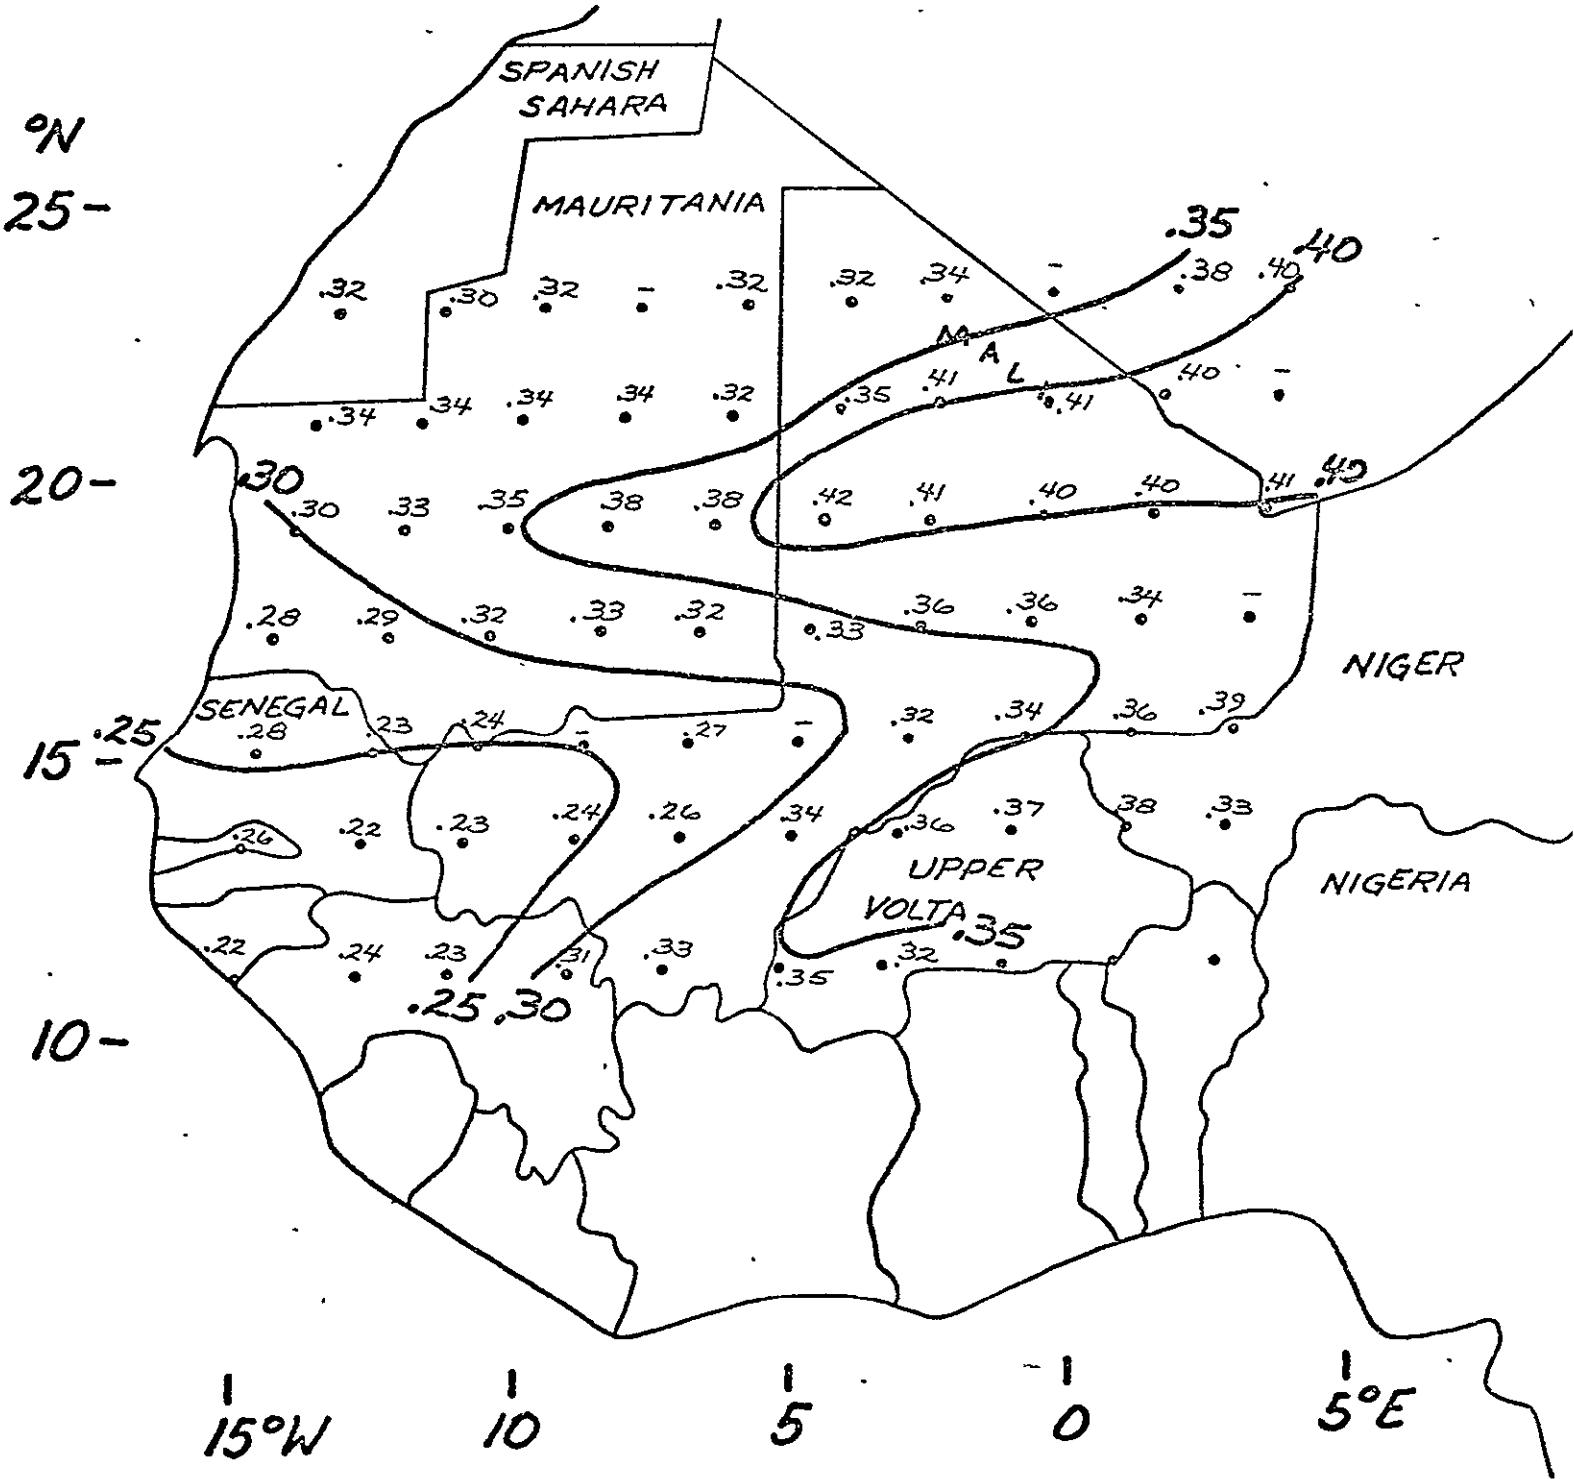 SPANISH
SAHARA
°N
25-
MAURITANIA
.35
.40
.32 .30 .32 - .32 .32 .34 - .38 .40
M
A
L
.34 .34 .34 .34 .32 .35 .41 .41 .40 -
20-
.30
.40
.30 .33 .35 .38 .38 .42 .41 .40 .40 .41
.28 .29 .32 .33 .32 .33 .36 .36 .34 -
NIGER
SENEGAL
.25
15-
.28 .23 .24 - .27 - .32 .34 .36 .39
.26 .22 .23 .24 .26 .34 .36 .37 .38 .33
UPPER
VOLTA
NIGERIA
.35
.22 .24 .23 .31 .33 .35 .32
.25 .30
10-
15°W 10 5 0 5°E